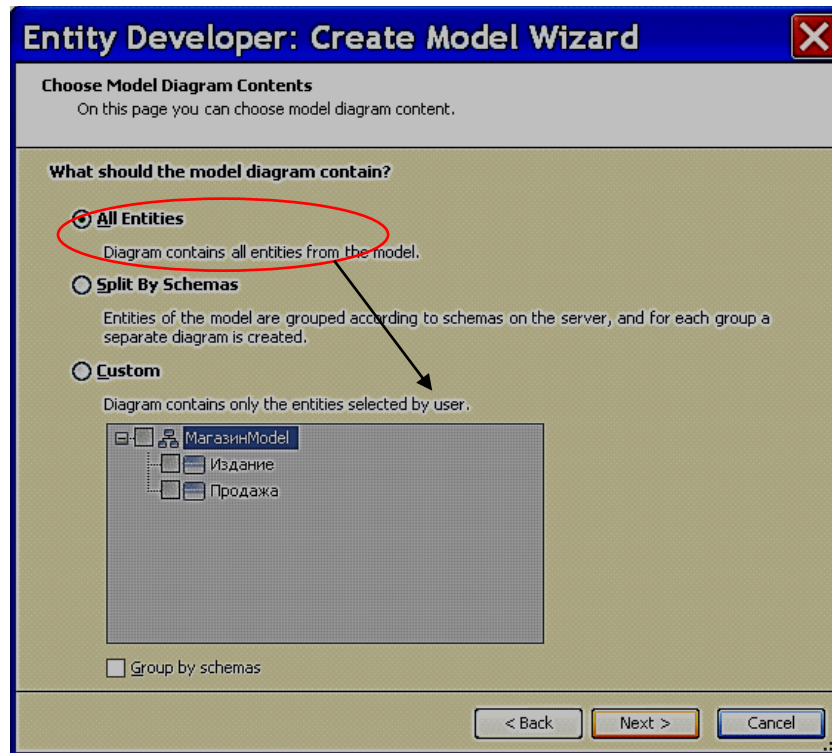 Entity Developer: Create Model Wizard
Choose Model Diagram Contents
On this page you can choose model diagram content.
What should the model diagram contain?
All Entities
Diagram contains all entities from the model.
Split By Schemas
Entities of the model are grouped according to schemas on the server, and for each group a
separate diagram is created.
Custom
Diagram contains only the entities selected by user.
МагазинModel
Издание
Продажа
Group by schemas
< Back
Next >
Cancel